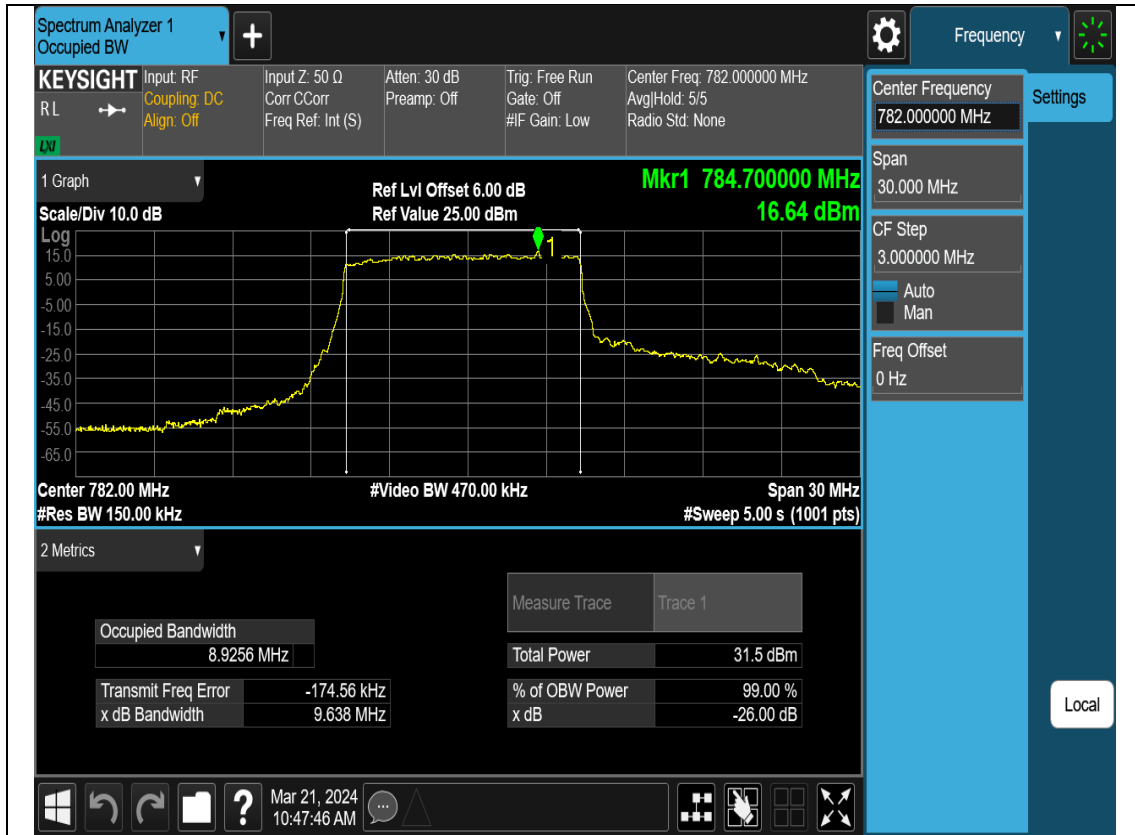 Spectrum Analyzer 1
Occupied BW
+
Frequency
KEYSIGHT
RL
LXI
Input: RF
Coupling: DC
Align: Off
Input Z: 50 Ω
Corr CCorr
Freq Ref: Int (S)
Atten: 30 dB
Preamp: Off
Trig: Free Run
Gate: Off
#IF Gain: Low
Center Freq: 782.000000 MHz
Avg|Hold: 5/5
Radio Std: None
Center Frequency
782.000000 MHz
Settings
Span
30.000 MHz
CF Step
3.000000 MHz
Auto
Man
Freq Offset
0 Hz
Local
1 Graph
Scale/Div 10.0 dB
Ref Lvl Offset 6.00 dB
Ref Value 25.00 dBm
Mkr1 784.700000 MHz
16.64 dBm
Log
15.0
5.00
-5.00
-15.0
-25.0
-35.0
-45.0
-55.0
-65.0
1
Center 782.00 MHz
#Video BW 470.00 kHz
Span 30 MHz
#Res BW 150.00 kHz
#Sweep 5.00 s (1001 pts)
2 Metrics
Measure Trace
Trace 1
Occupied Bandwidth
8.9256 MHz
Total Power
31.5 dBm
Transmit Freq Error
-174.56 kHz
% of OBW Power
99.00 %
x dB Bandwidth
9.638 MHz
x dB
-26.00 dB
?
Mar 21, 2024
10:47:46 AM